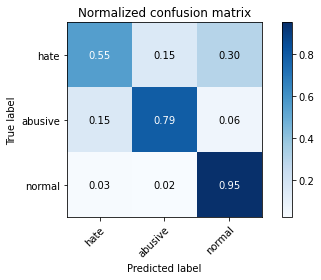 Normalized confusion matrix
True label
hate
0.55 0.15 0.30
abusive
0.15 0.79 0.06
normal
0.03 0.02 0.95
hate abusive normal
Predicted label
0.8
0.6
0.4
0.2